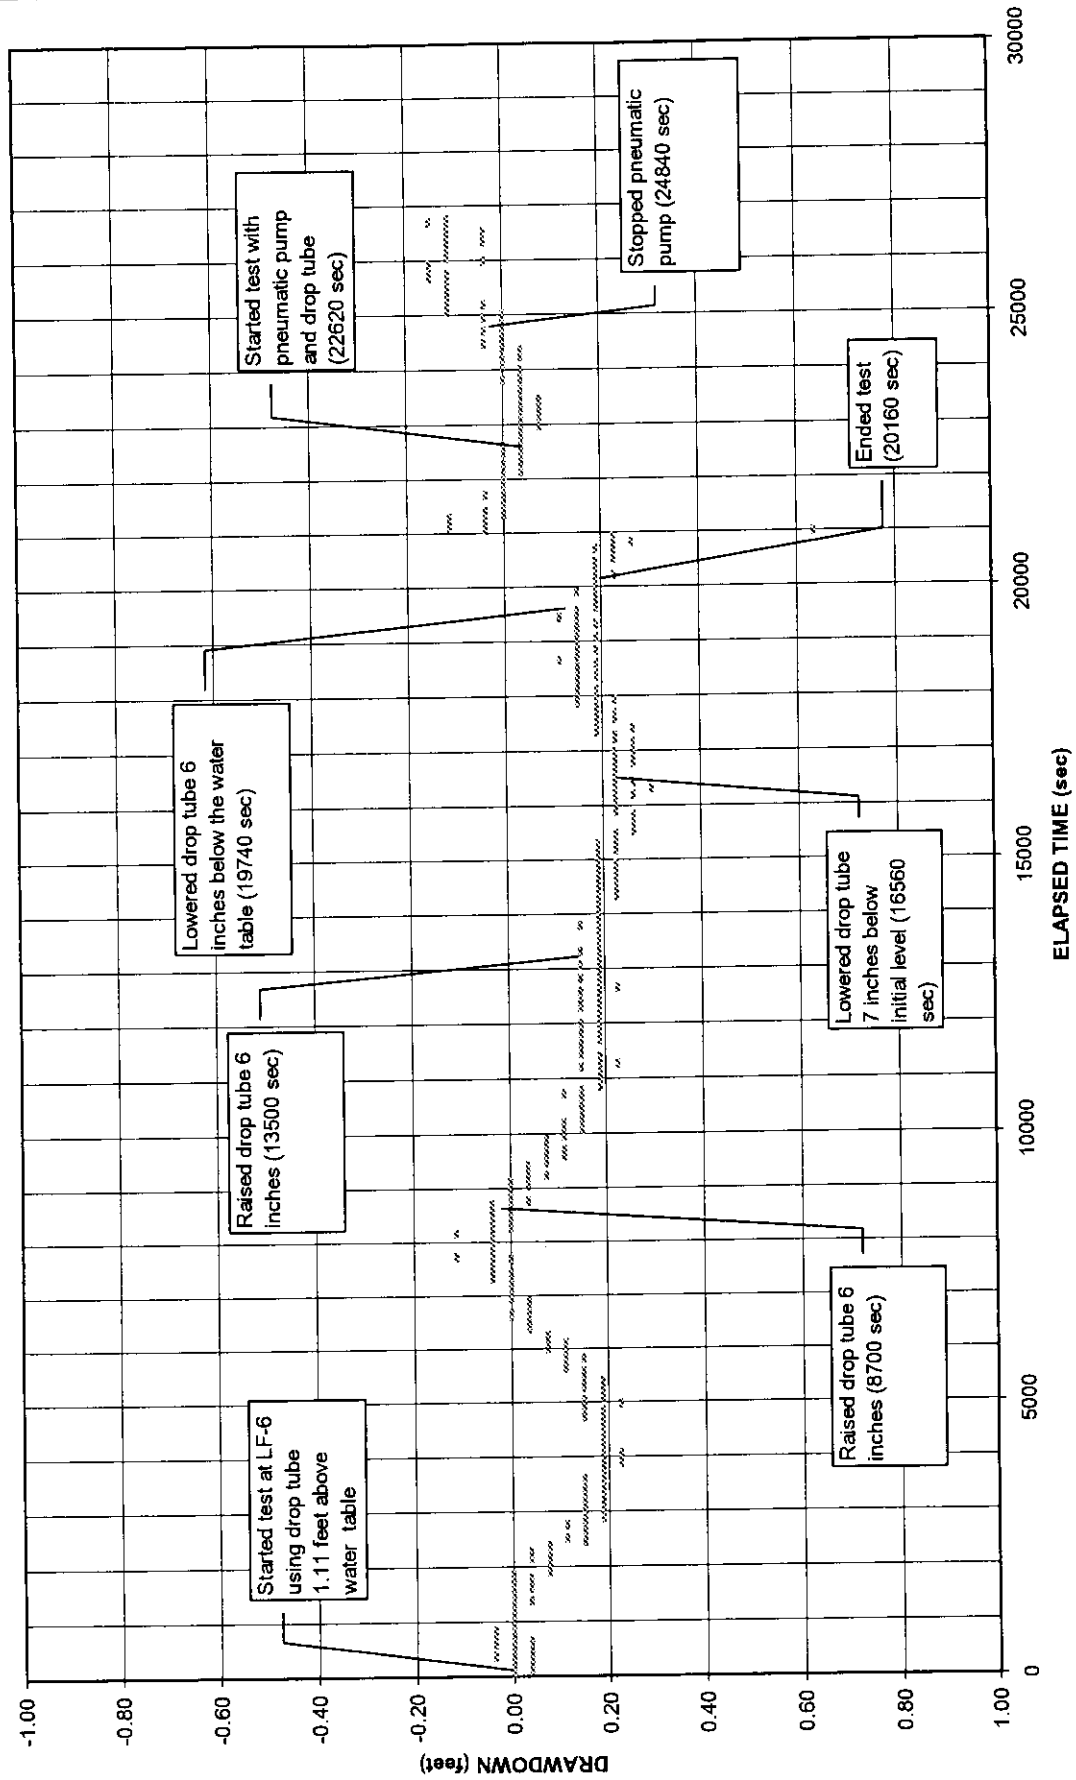 -1.00
-0.80
-0.60
-0.40
-0.20
0.00
0.20
0.40
0.60
0.80
1.00
DRAWDOWN (feet)
0
5000
10000
15000
20000
25000
30000
ELAPSED TIME (sec)
Started test at LF-6
using drop tube
1.11 feet above
water table
Raised drop tube 6
inches (8700 sec)
Raised drop tube 6
inches (13500 sec)
Lowered drop tube
7 inches below
initial level (16560
sec)
Lowered drop tube 6
inches below the water
table (19740 sec)
Ended test
(20160 sec)
Started test with
pneumatic pump
and drop tube
(22620 sec)
Stopped pneumatic
pump (24840 sec)